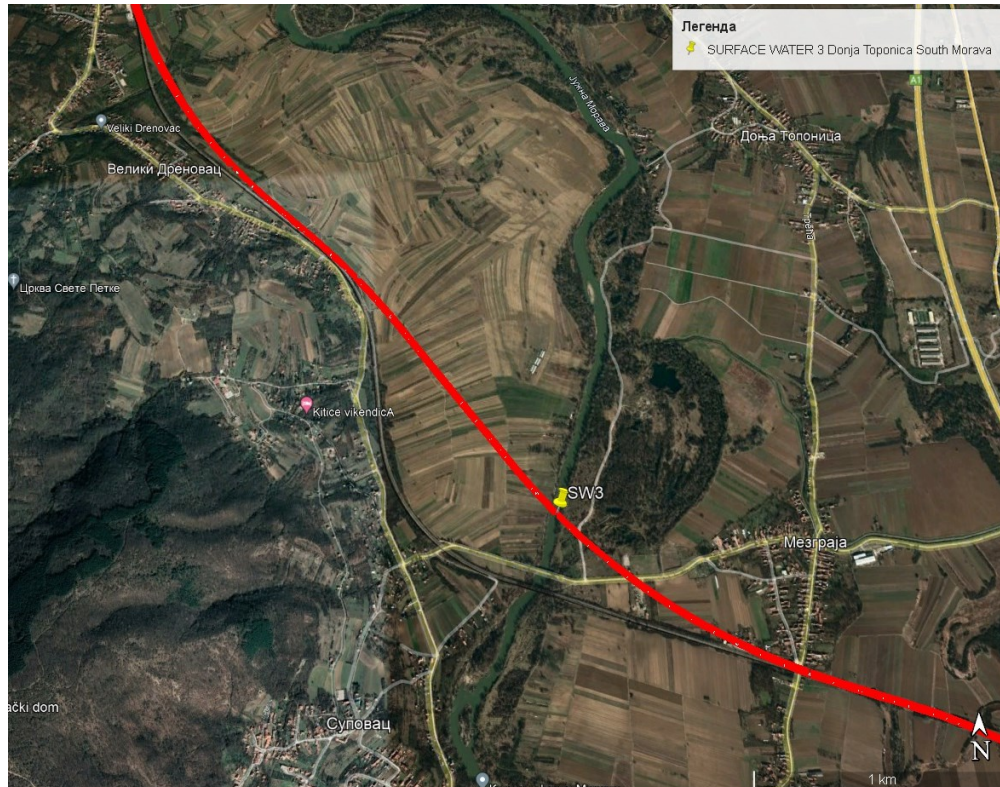 Легенда
SURFACE WATER 3 Donja Toponica South Morava
Јужна Морава
A1
Veliki Drenovac
Доња Топоница
Велики Дреновац
Црква Свете Петке
Kitice vikendicA
SW3
Мезграја
ački dom
Суповац
N
1 km